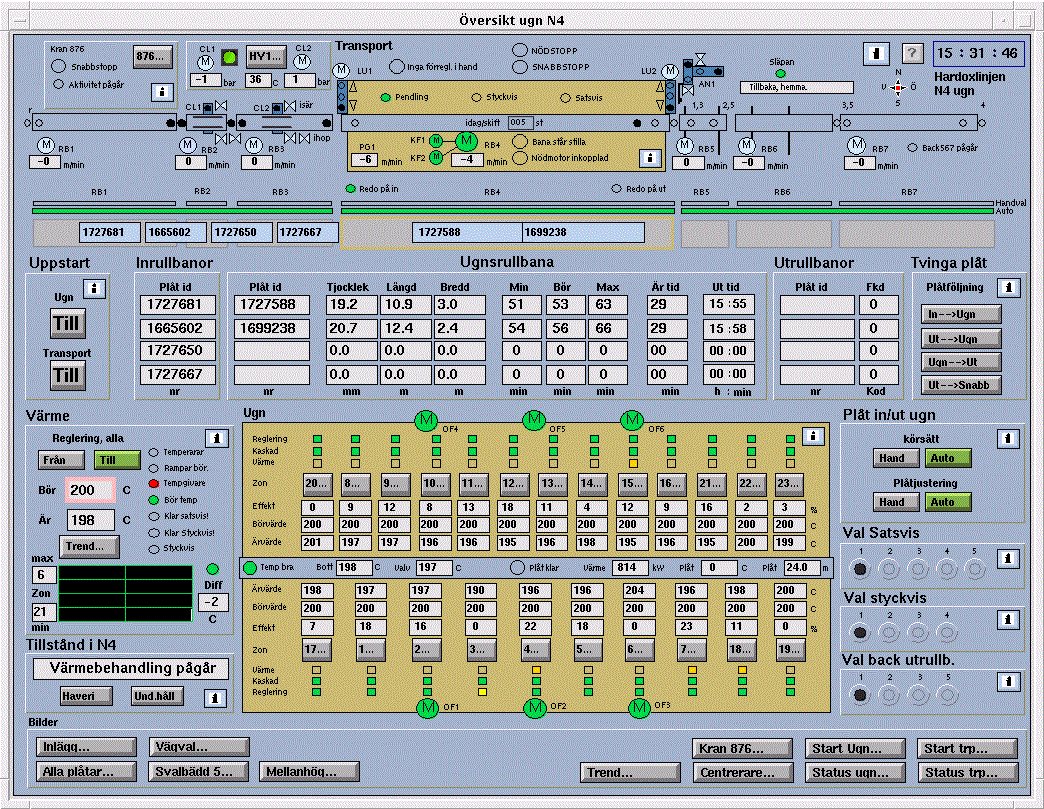 Översikt ugn N4
Kran 876
876...
Snabbstopp
Aktivitet pågår
CL1
HV1...
CL2
-1 bar 36 C 1 bar
Transport
NÖDSTOPP
Inga förregl. i hand
SNABBSTOPP
LU1
LU2
Pendling
Styckvis
Satsvis
AN1
Släpan
Tillbaka, hemma.
15 : 31 : 46
Hardoxlinjen
N4 ugn
N
V Ö
S
r
CL1
CL2
isär
ihop
idag/skift 005 st
1,3 2,5 3,5 4
RB1
-0 m/min
RB2
0 m/min
RB3
0 m/min
PG1
-6 m/min
KF1
KF2
RB4
-4 m/min
Bana står stilla
Nödmotor inkopplad
RB5
0 m/min
RB6
-0 m/min
RB7
-0 m/min
Back567 pågår
Redo på in
Redo på ut
RB1 RB2 RB3 RB4 RB5 RB6 RB7
Handval
Auto
1727681 1665602 1727650 1727667 1727588 1699238
Uppstart
Ugn
Till
Transport
Till
Inrullbanor
Plåt id
1727681
1665602
1727650
1727667
nr
Ugnsrullbana
Plåt id Tjocklek Längd Bredd Min Bör Max Är tid Ut tid
1727588 19.2 10.9 3.0 51 53 63 29 15 :55
1699238 20.7 12.4 2.4 54 56 66 29 15 :58
0.0 0.0 0.0 0 0 0 00 00 :00
0.0 0.0 0.0 0 0 0 00 00 :00
nr mm m m min min min min h : min
Utrullbanor
Plåt id Fkd
0
0
0
0
nr Kod
Tvinga plåt
Plåtföljning
In-->Ugn
Ut-->Ugn
Ugn-->Ut
Ut-->Snabb
Värme
Reglering, alla
Från Till
Bör 200 C
Är 198 C
Trend...
Temperarar
Rampar bör.
Tempgivare
Bör temp
Klar satsvis!
Klar Styckvis!
Styckvis
max
6
Zon
21
min
Diff
-2
C
Tillstånd i N4
Värmebehandling pågår
Haveri Und.håll
Ugn
OF4 OF5 OF6
Reglering
Kaskad
Värme
Zon 20... 8... 9... 10... 11... 12... 13... 14... 15... 16... 21... 22... 23...
Effekt 0 9 12 8 13 18 11 4 12 9 16 2 3 %
Börvärde 200 200 200 200 200 200 200 200 200 200 200 200 200 C
Ärvärde 201 197 197 196 196 195 196 198 195 196 195 200 199 C
Temp bra Bott 198 C Valv 197 C Plåt klar Värme 814 kW Plåt 0 C Plåt 24.0 m
Ärvärde 198 197 197 190 196 196 204 196 198 200 C
Börvärde 200 200 200 200 200 200 200 200 200 200 C
Effekt 7 18 16 0 22 18 0 23 11 0 %
Zon 17... 1... 2... 3... 4... 5... 6... 7... 18... 19...
Värme
Kaskad
Reglering
OF1 OF2 OF3
Plåt in/ut ugn
körsätt
Hand Auto
Plåtjustering
Hand Auto
Val Satsvis
1 2 3 4 5
Val styckvis
1 2 3 4
Val back utrullb.
1 2 3 4
Bilder
Inlägg... Vägval...
Alla plåtar... Svalbädd 5... Mellanhög...
Trend...
Kran 876... Start Ugn... Start trp...
Centrerare... Status ugn... Status trp...